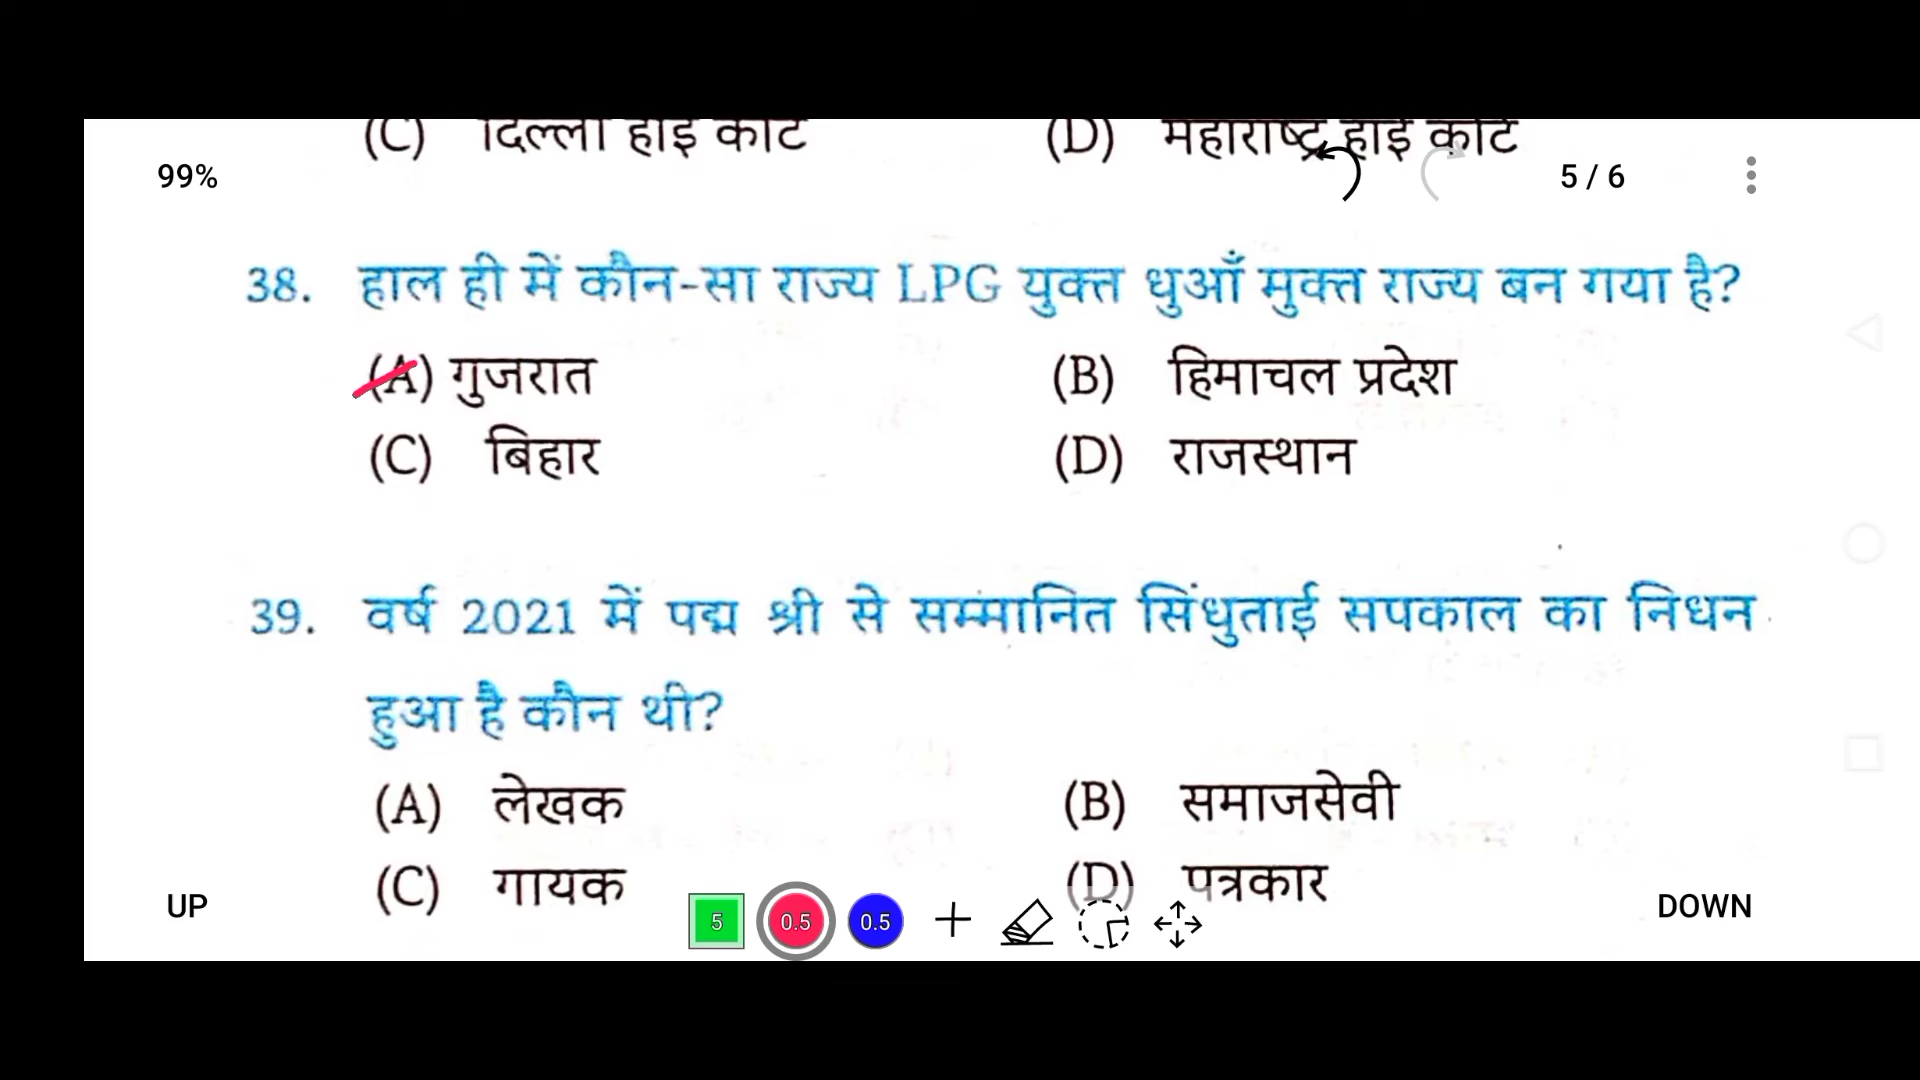 (C) दिल्ली हाई कोर्ट (D) महाराष्ट्र हाई कोर्ट
99% 5 / 6
38. हाल ही में कौन-सा राज्य LPG युक्त धुआँ मुक्त राज्य बन गया है?
(A) गुजरात (B) हिमाचल प्रदेश
(C) बिहार (D) राजस्थान
39. वर्ष 2021 में पद्म श्री से सम्मानित सिंधुताई सपकाल का निधन
हुआ है कौन थी?
(A) लेखक (B) समाजसेवी
(C) गायक (D) पत्रकार
UP 5 0.5 0.5 DOWN